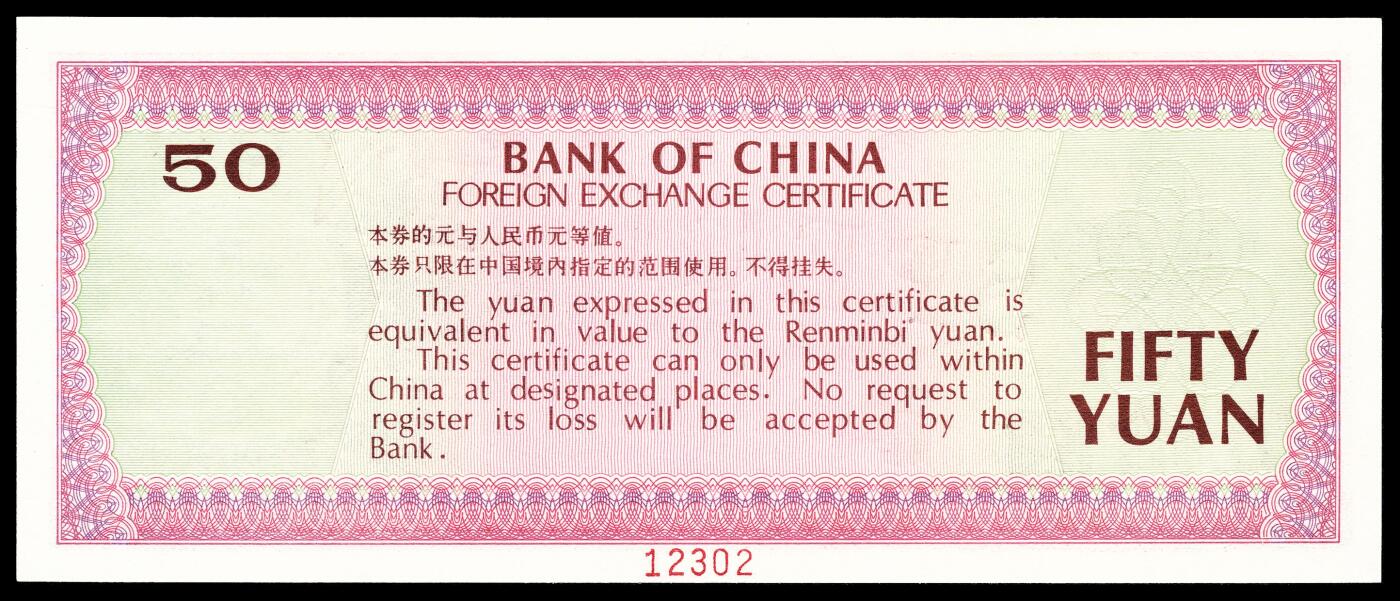 50
BANK OF CHINA
FOREIGN EXCHANGE CERTIFICATE
本券的元与人民币元等值。
本券只限在中国境内指定的范围使用。不得挂失。
The yuan expressed in this certificate is
equivalent in value to the Renminbi yuan.
This certificate can only be used within
China at designated places. No request to
register its loss will be accepted by the
Bank.
FIFTY
YUAN
12302